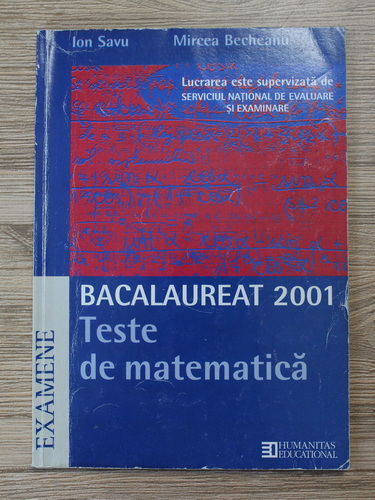 Ion Savu Mircea Becheanu
Lucrarea este supervizată de
SERVICIUL NAȚIONAL DE EVALUARE
ȘI EXAMINARE
BACALAUREAT 2001
Teste
de matematică
EXAMENE
HUMANITAS
EDUCATIONAL